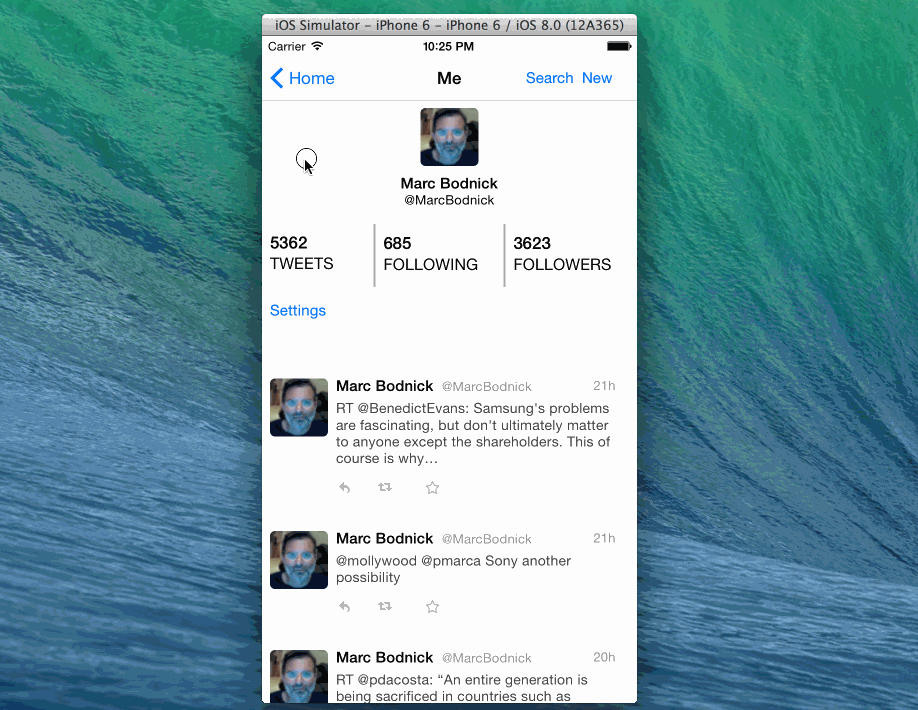 iOS Simulator – iPhone 6 – iPhone 6 / iOS 8.0 (12A365)
Carrier 10:25 PM
Home Me Search New
Marc Bodnick
@MarcBodnick
5362 685 3623
TWEETS FOLLOWING FOLLOWERS
Settings
Marc Bodnick @MarcBodnick 21h
RT @BenedictEvans: Samsung's problems
are fascinating, but don't ultimately matter
to anyone except the shareholders. This of
course is why…
Marc Bodnick @MarcBodnick 21h
@mollywood @pmarca Sony another
possibility
Marc Bodnick @MarcBodnick 20h
RT @pdacosta: “An entire generation is
being sacrificed in countries such as